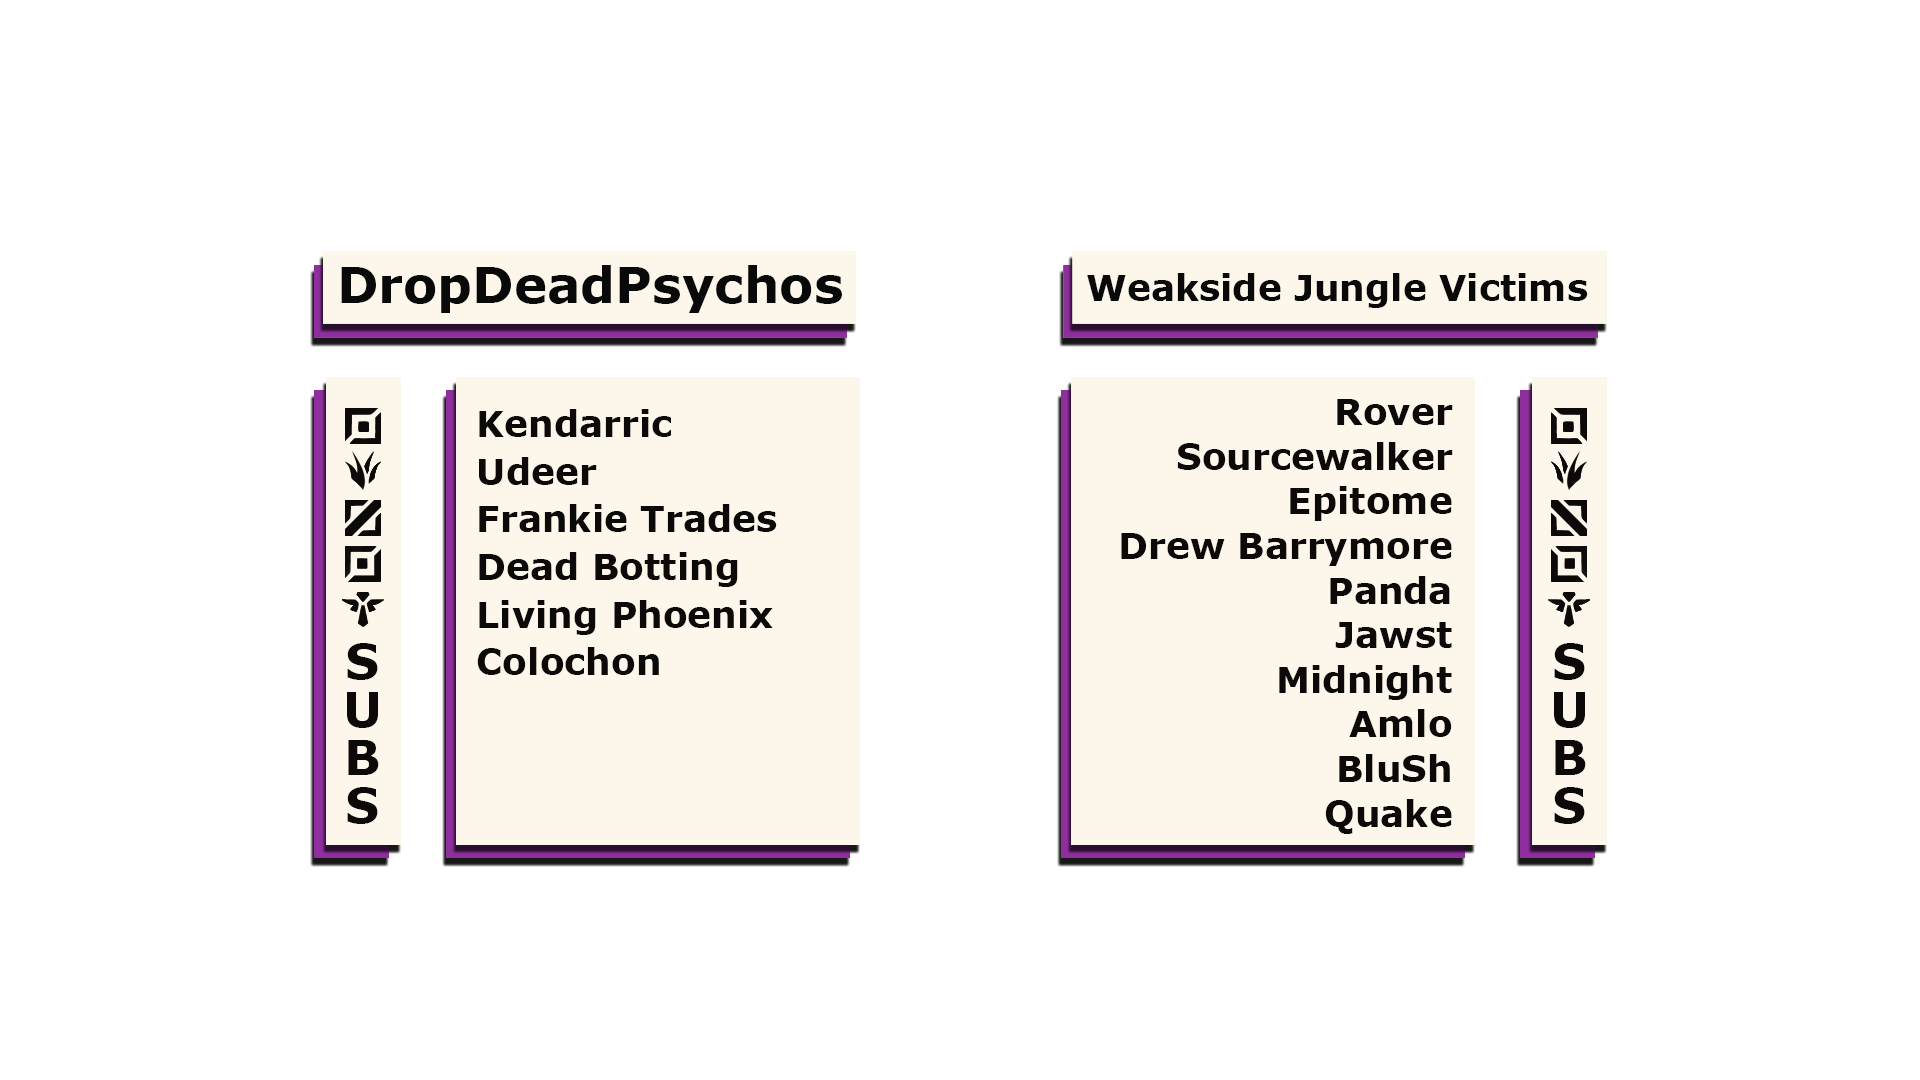 DropDeadPsychos
Weakside Jungle Victims
S
U
B
S
Kendarric
Udeer
Frankie Trades
Dead Botting
Living Phoenix
Colochon
Rover
Sourcewalker
Epitome
Drew Barrymore
Panda
Jawst
Midnight
Amlo
BluSh
Quake
S
U
B
S